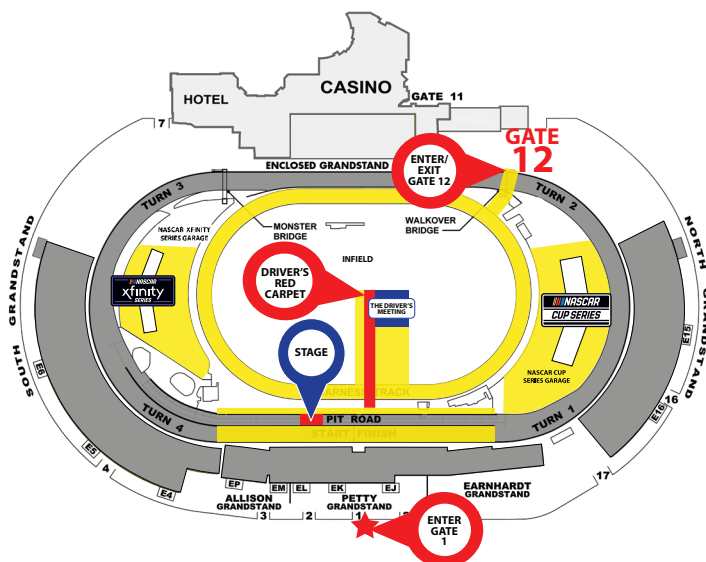 CASINO
HOTEL
GATE 11
7
GATE
12
ENTER/
EXIT
GATE 12
ENCLOSED GRANDSTAND
TURN 3
TURN 2
NASCAR XFINITY
SERIES GARAGE
MONSTER
BRIDGE
WALKOVER
BRIDGE
INFIELD
SOUTH GRANDSTAND
NORTH GRANDSTAND
DRIVER'S
RED
CARPET
THE DRIVER'S
MEETING
NASCAR
xfinity
SERIES
NASCAR
CUP SERIES
STAGE
NASCAR CUP
SERIES GARAGE
E15
E6
ARNESS TRACK
PIT ROAD
START FINISH
TURN 4
TURN 1
E16
16
E5
4
E4
17
EP
EM
EL
EK
EJ
ALLISON
GRANDSTAND
PETTY
GRANDSTAND
EARNHARDT
GRANDSTAND
3
2
1
ENTER
GATE
1